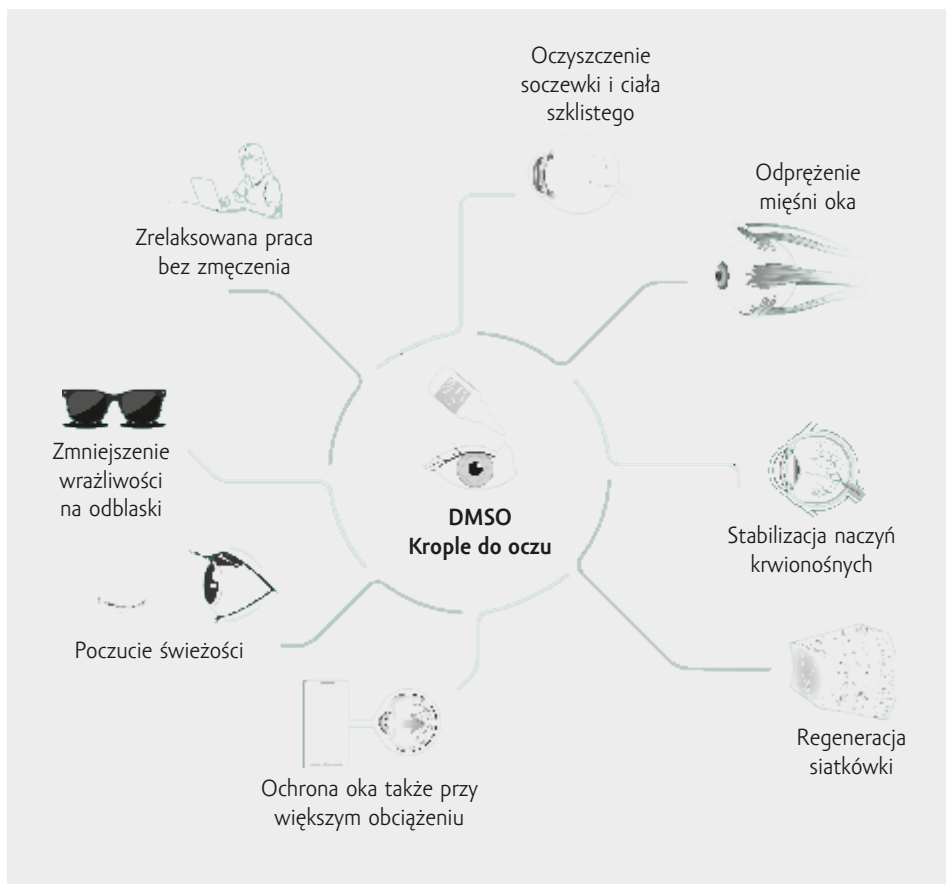 Oczyszczenie
soczewki i ciała
szklistego
Odprężenie
mięśni oka
Zrelaksowana praca
bez zmęczenia
Zmniejszenie
wrażliwości
na odblaski
DMSO
Krople do oczu
Stabilizacja naczyń
krwionośnych
Poczucie świeżości
Regeneracja
siatkówki
Ochrona oka także przy
większym obciążeniu